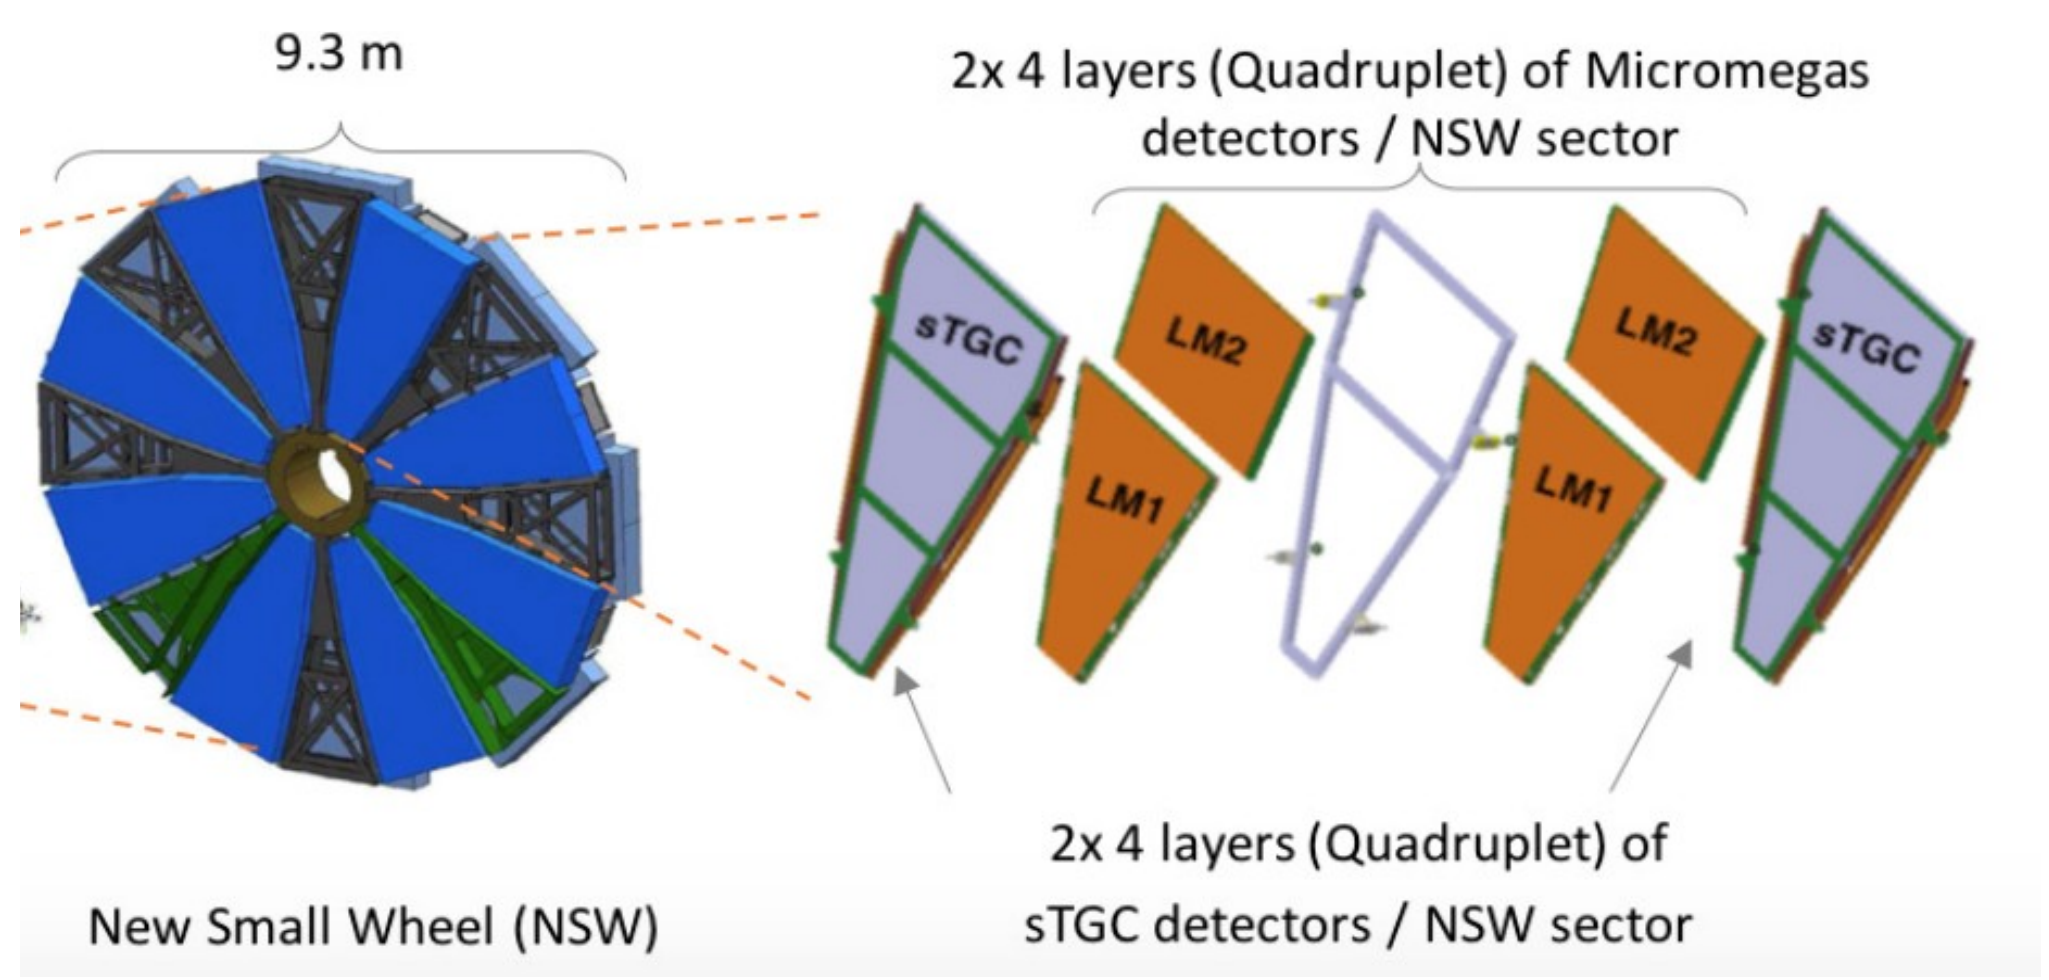 9.3 m
2x 4 layers (Quadruplet) of Micromegas
detectors / NSW sector
sTGC
LM2
LM1
LM2
LM1
sTGC
2x 4 layers (Quadruplet) of
sTGC detectors / NSW sector
New Small Wheel (NSW)